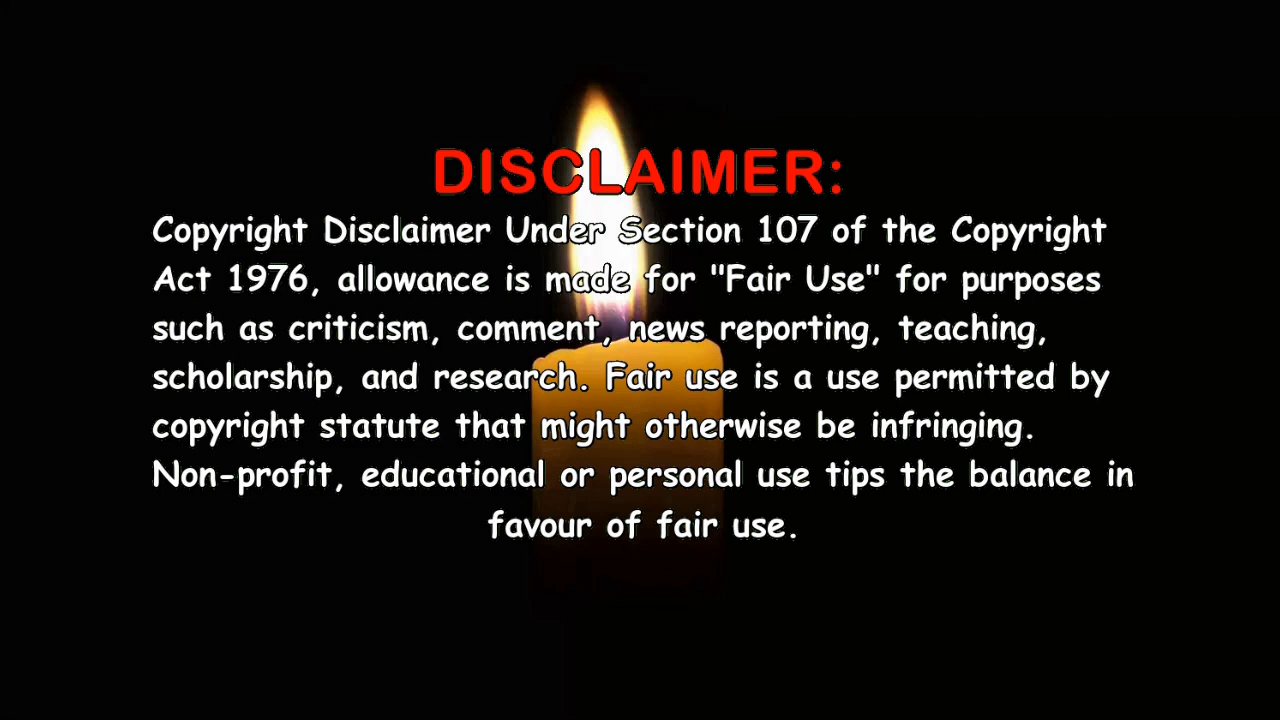 DISCLAIMER:
Copyright Disclaimer Under Section 107 of the Copyright
Act 1976, allowance is made for "Fair Use" for purposes
such as criticism, comment, news reporting, teaching,
scholarship, and research. Fair use is a use permitted by
copyright statute that might otherwise be infringing.
Non-profit, educational or personal use tips the balance in
favour of fair use.